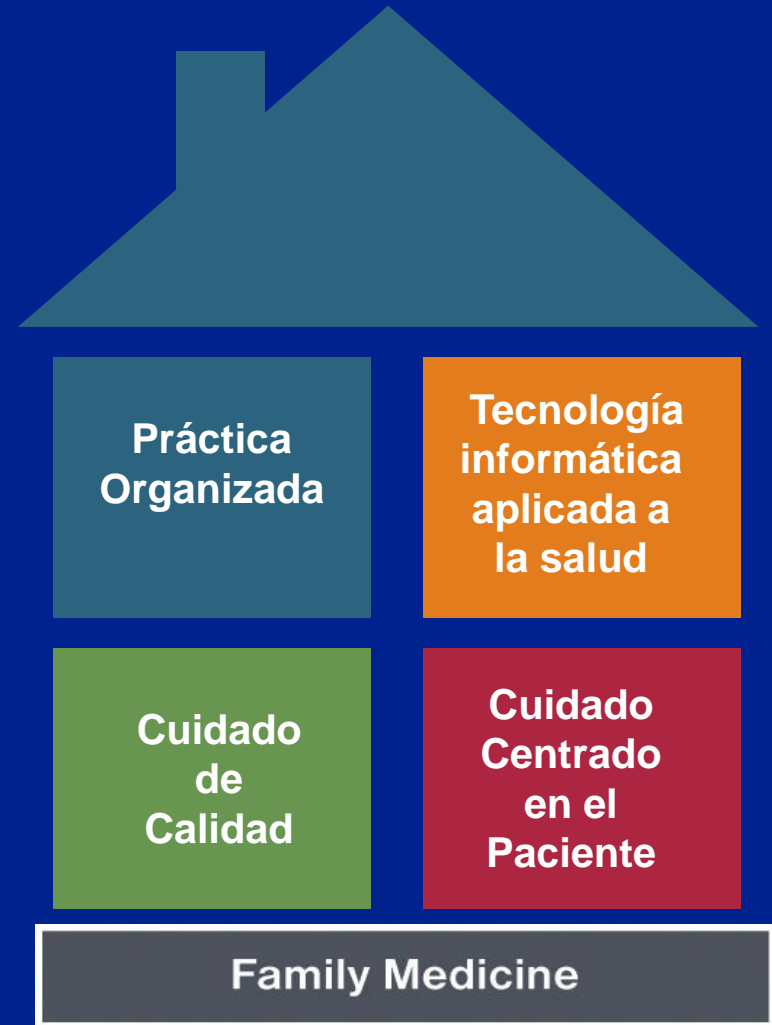 Práctica
Organizada
Tecnología
informática
aplicada a
la salud
Cuidado
de
Calidad
Cuidado
Centrado
en el
Paciente
Family Medicine